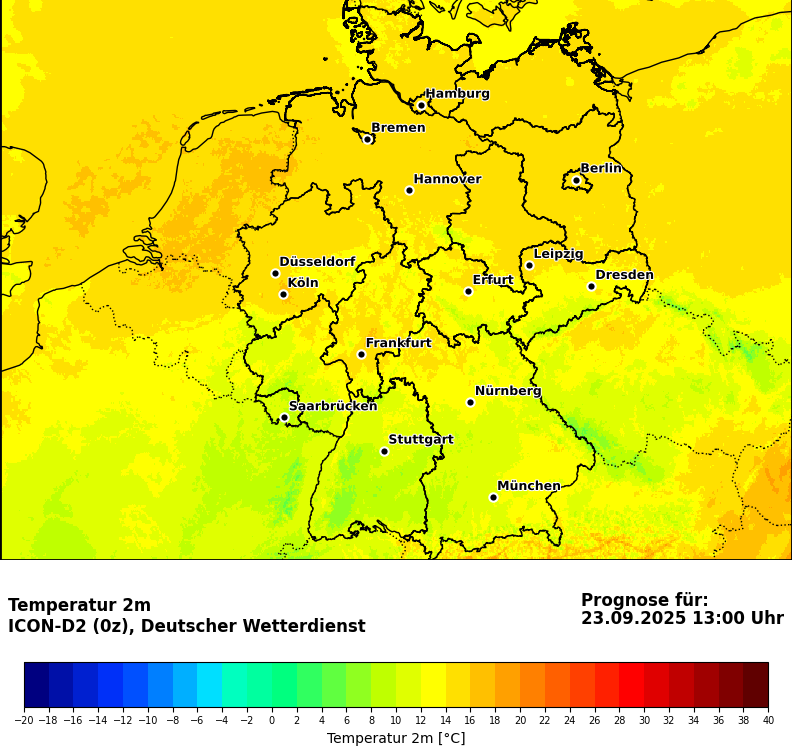 Hamburg
Bremen
Berlin
Hannover
Leipzig
Düsseldorf
Dresden
Köln
Erfurt
Frankfurt
Nürnberg
Saarbrücken
Stuttgart
München
Temperatur 2m
ICON-D2 (0z), Deutscher Wetterdienst
Prognose für:
23.09.2025 13:00 Uhr
−20 −18 −16 −14 −12 −10 −8 −6 −4 −2 0 2 4 6 8 10 12 14 16 18 20 22 24 26 28 30 32 34 36 38 40
Temperatur 2m [°C]